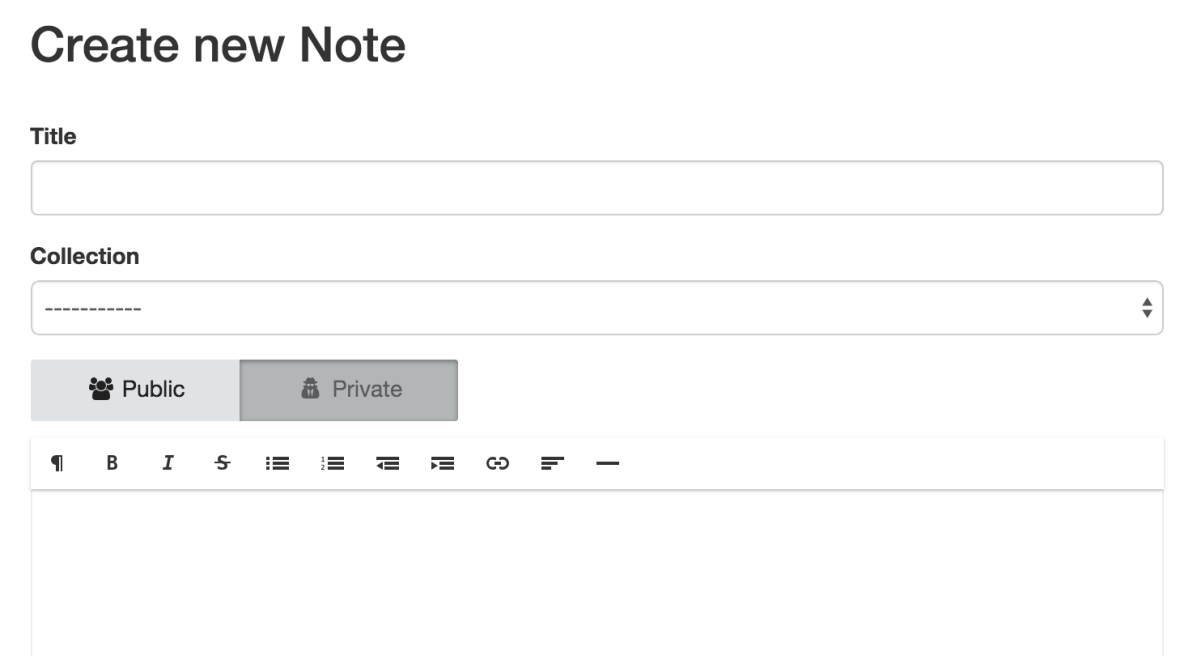 Create new Note
Title
Collection
-----------
Public Private
¶ B I S